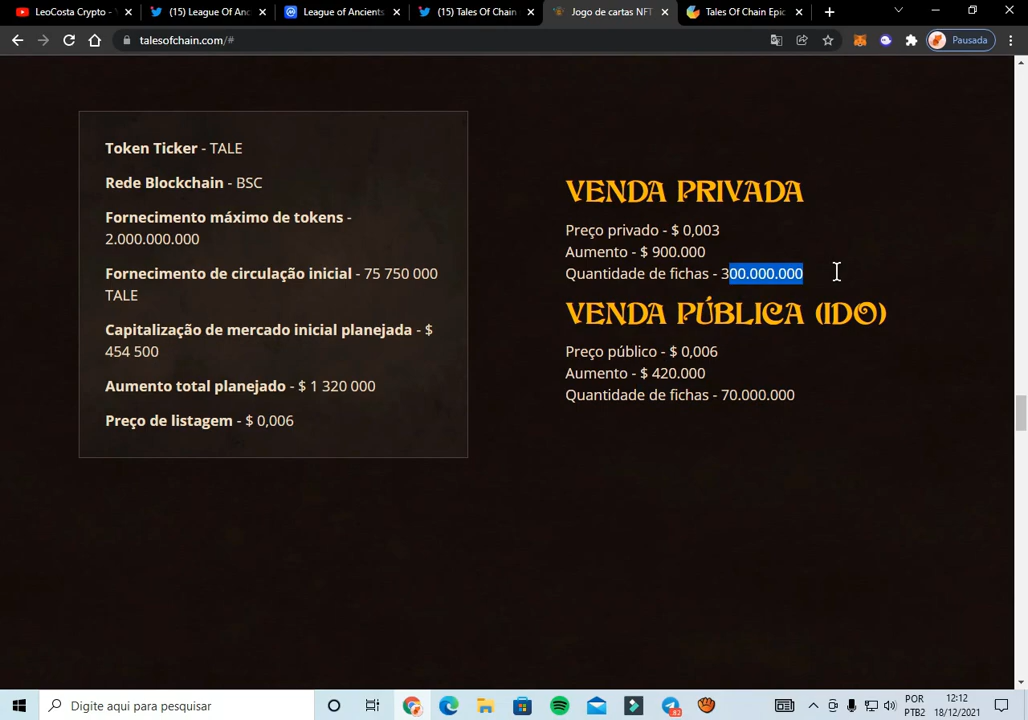 LeoCosta Crypto -
(15) League Of Anc
League of Ancients
(15) Tales Of Chain
Jogo de cartas NFT
Tales Of Chain Epic
talesofchain.com/#
Pausada
Token Ticker - TALE
Rede Blockchain - BSC
Fornecimento máximo de tokens -
2.000.000.000
Fornecimento de circulação inicial - 75 750 000
TALE
Capitalização de mercado inicial planejada - $
454 500
Aumento total planejado - $ 1 320 000
Preço de listagem - $ 0,006
VENDA PRIVADA
Preço privado - $ 0,003
Aumento - $ 900.000
Quantidade de fichas - 300.000.000
VENDA PÚBLICA (IDO)
Preço público - $ 0,006
Aumento - $ 420.000
Quantidade de fichas - 70.000.000
Digite aqui para pesquisar
82
POR
PTB2
12:12
18/12/2021